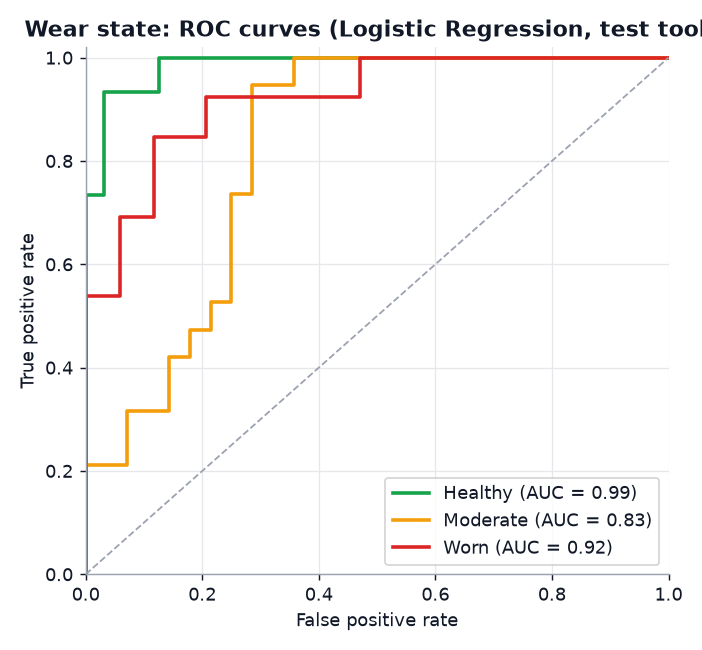 Wear state: ROC curves (Logistic Regression, test tool
1.0
0.8
0.6
0.4
0.2
0.0
True positive rate
Healthy (AUC = 0.99)
Moderate (AUC = 0.83)
Worn (AUC = 0.92)
0.0 0.2 0.4 0.6 0.8 1.0
False positive rate